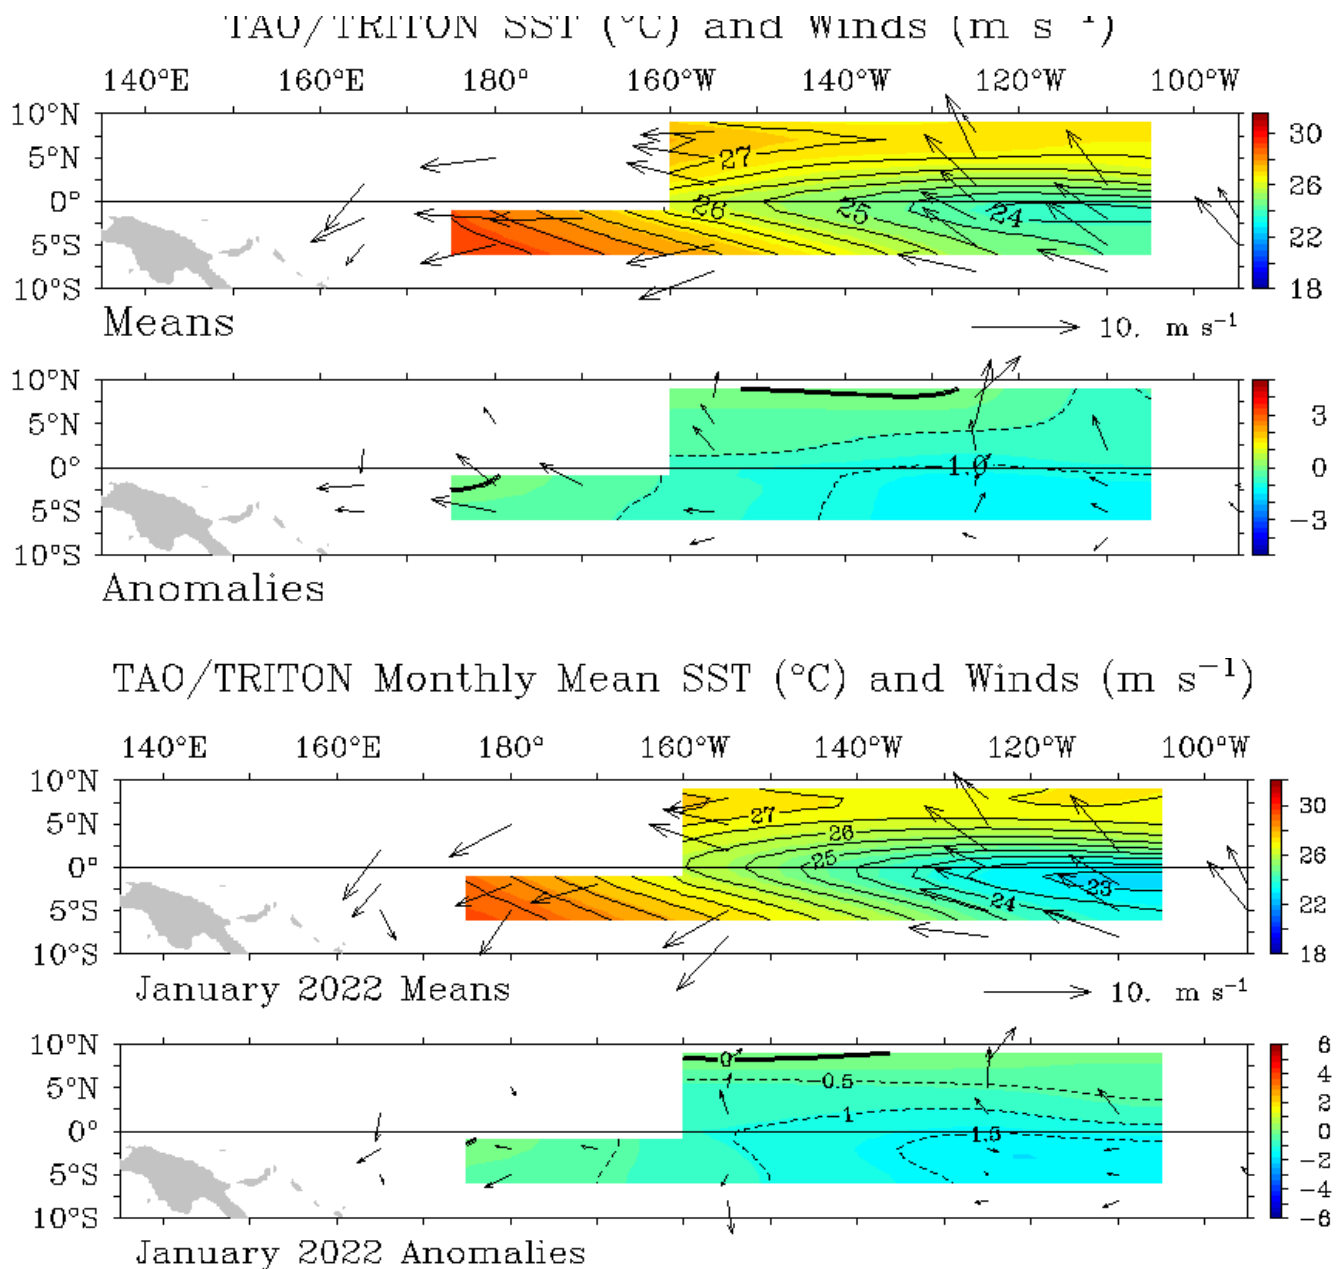 TAO/TRITON SST (°C) and Winds (m s⁻¹)
140°E 160°E 180° 160°W 140°W 120°W 100°W
10°N
5°N
0°
5°S
10°S
27
26
25
24
30
26
22
18
Means
10. m s⁻¹
10°N
5°N
0°
5°S
10°S
1.0
3
0
−3
Anomalies
TAO/TRITON Monthly Mean SST (°C) and Winds (m s⁻¹)
140°E 160°E 180° 160°W 140°W 120°W 100°W
10°N
5°N
0°
5°S
10°S
27
26
25
24
23
30
26
22
18
January 2022 Means
10. m s⁻¹
10°N
5°N
0°
5°S
10°S
0
−0.5
−1
−1.5
6
4
2
0
−2
−4
−6
January 2022 Anomalies